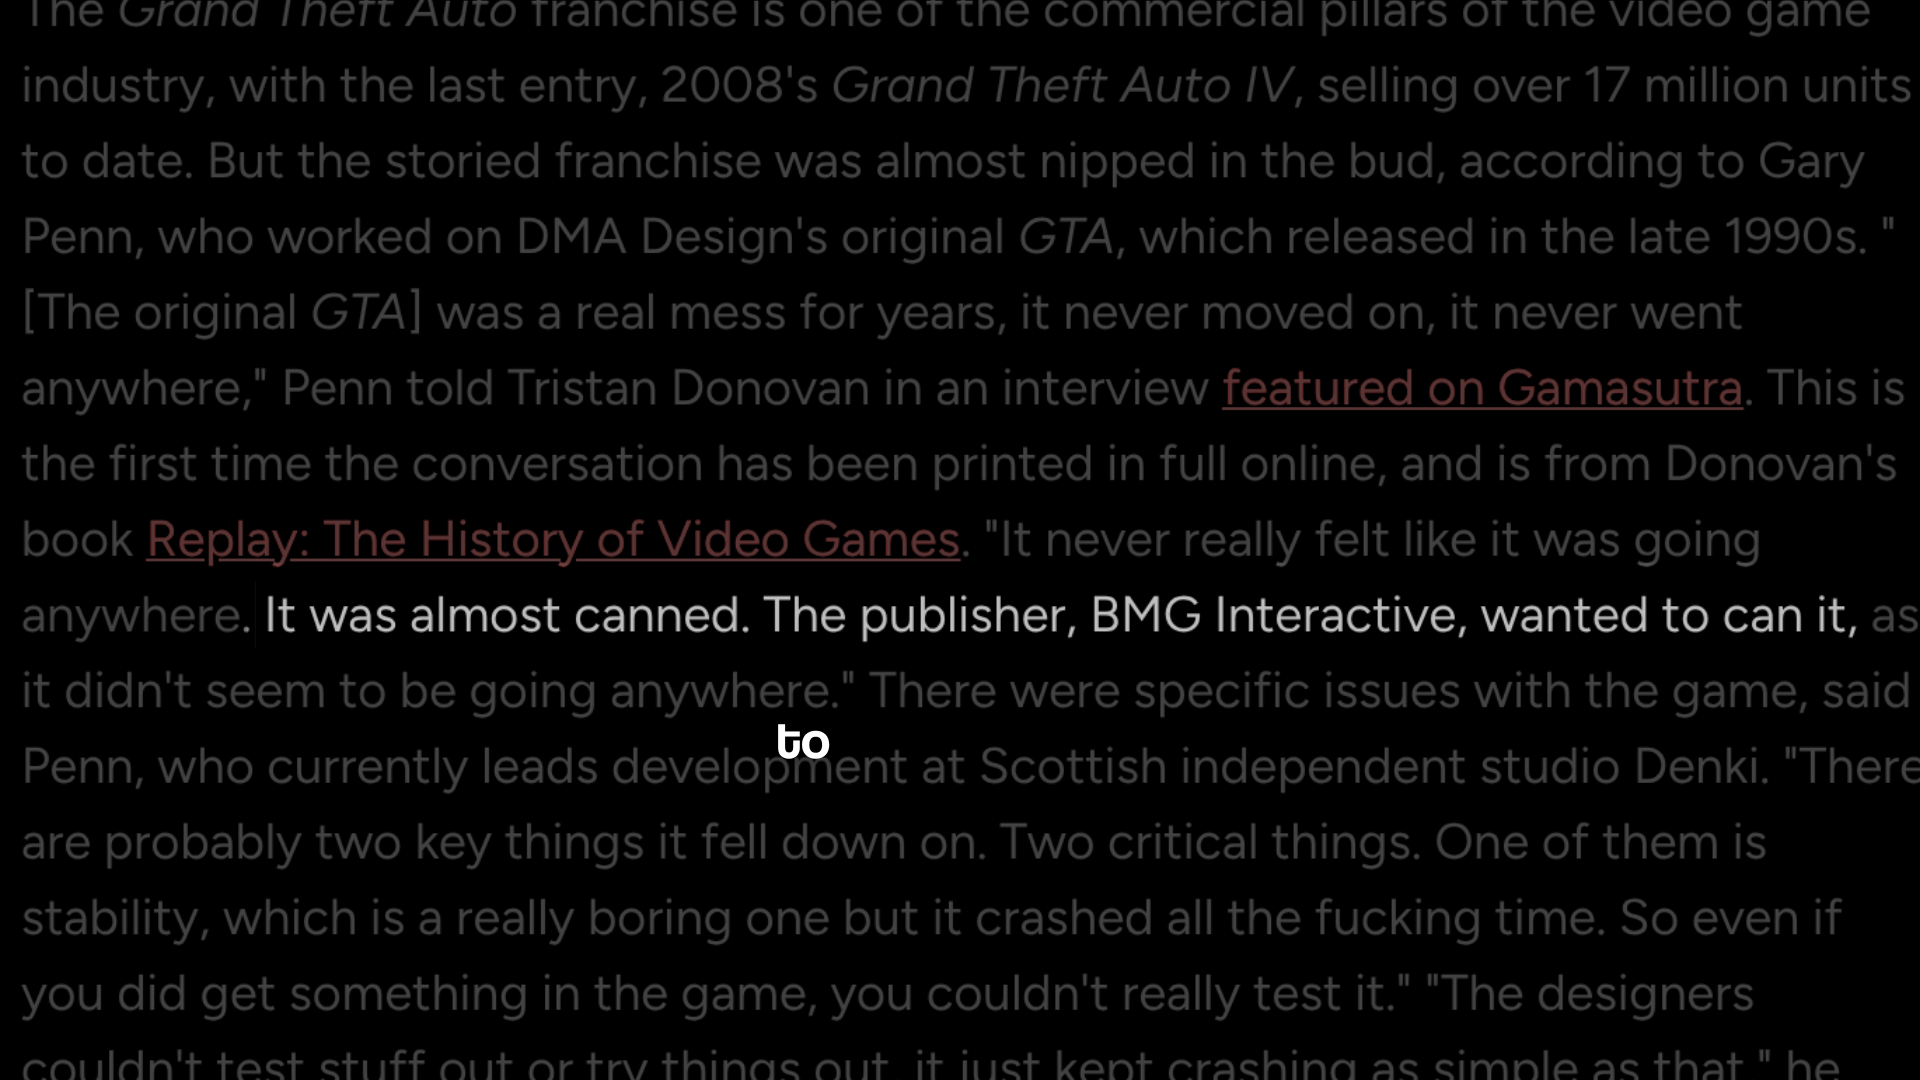 The Grand Theft Auto franchise is one of the commercial pillars of the video game
industry, with the last entry, 2008's Grand Theft Auto IV, selling over 17 million units
to date. But the storied franchise was almost nipped in the bud, according to Gary
Penn, who worked on DMA Design's original GTA, which released in the late 1990s. "
[The original GTA] was a real mess for years, it never moved on, it never went
anywhere," Penn told Tristan Donovan in an interview featured on Gamasutra. This is
the first time the conversation has been printed in full online, and is from Donovan's
book Replay: The History of Video Games. "It never really felt like it was going
anywhere. It was almost canned. The publisher, BMG Interactive, wanted to can it, as
it didn't seem to be going anywhere." There were specific issues with the game, said
to
Penn, who currently leads development at Scottish independent studio Denki. "There
are probably two key things it fell down on. Two critical things. One of them is
stability, which is a really boring one but it crashed all the fucking time. So even if
you did get something in the game, you couldn't really test it." "The designers
couldn't test stuff out or try things out, it just kept crashing as simple as that," he